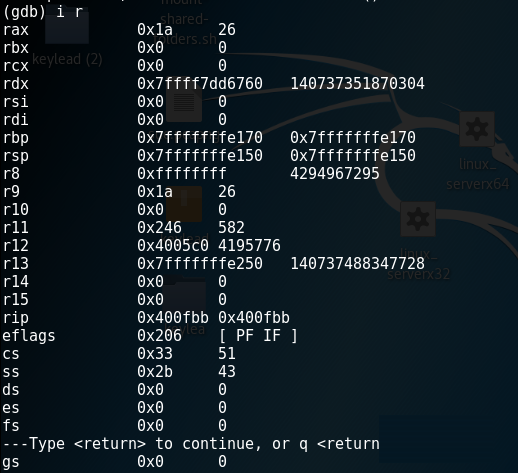 (gdb) i r
rax 0x1a 26
rbx 0x0 0
rcx 0x0 0
rdx 0x7ffff7dd6760 140737351870304
rsi 0x0 0
rdi 0x0 0
rbp 0x7fffffffe170 0x7fffffffe170
rsp 0x7fffffffe150 0x7fffffffe150
r8 0xffffffff 4294967295
r9 0x1a 26
r10 0x0 0
r11 0x246 582
r12 0x4005c0 4195776
r13 0x7fffffffe250 140737488347728
r14 0x0 0
r15 0x0 0
rip 0x400fbb 0x400fbb
eflags 0x206 [ PF IF ]
cs 0x33 51
ss 0x2b 43
ds 0x0 0
es 0x0 0
fs 0x0 0
---Type <return> to continue, or q <return
gs 0x0 0
shared-
folders.sh
keylead (2)
linux_
serverx64
linux_
serverx32